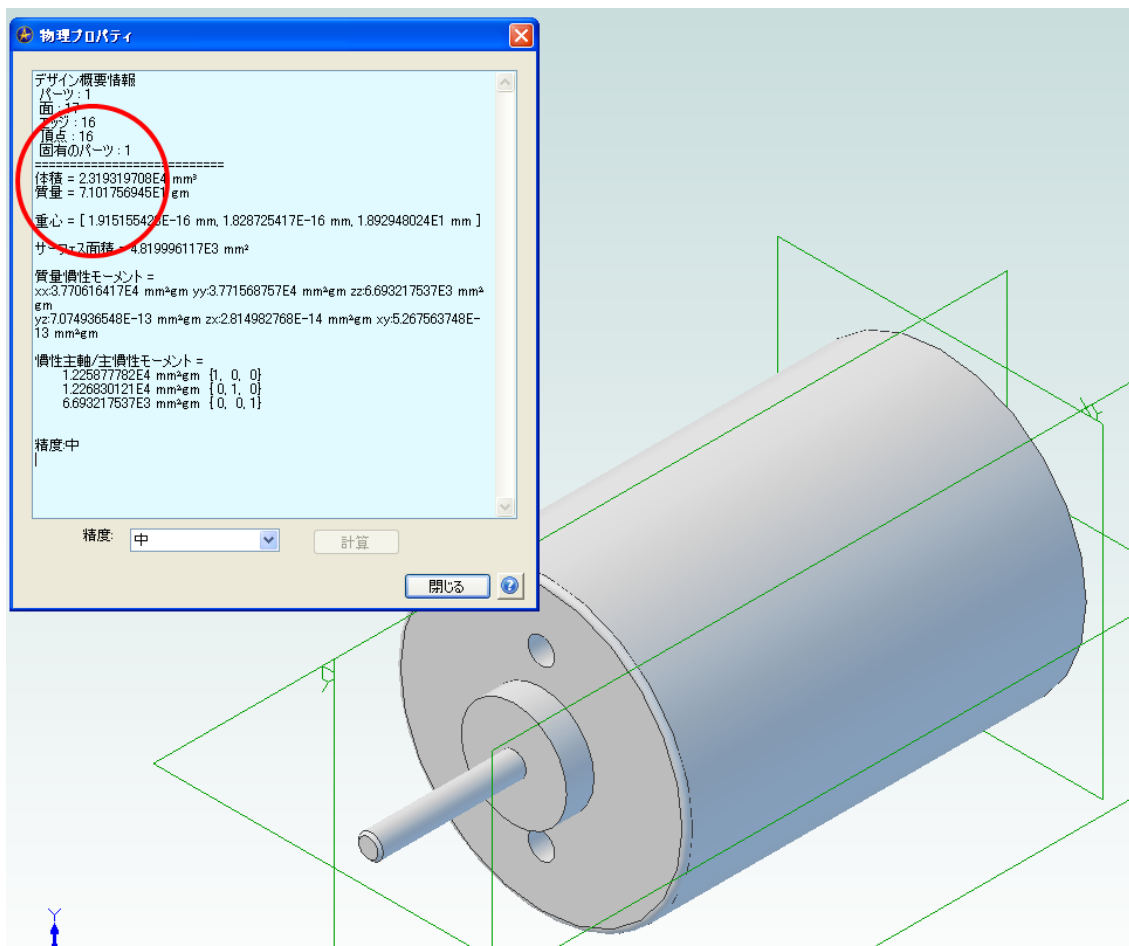 物理プロパティ
デザイン概要情報
パーツ : 1
面 : 17
エッジ : 16
頂点 : 16
固有のパーツ : 1
===========================
体積 = 2.319319708E4 mm³
質量 = 7.101756945E1 gm
重心 = [ 1.915155428E-16 mm, 1.828725417E-16 mm, 1.892948024E1 mm ]
サーフェス面積 = 4.819996117E3 mm²
質量慣性モーメント =
xx:3.770616417E4 mm²gm yy:3.771568757E4 mm²gm zz:6.693217537E3 mm²
gm
yz:7.074936548E-13 mm²gm zx:2.814982768E-14 mm²gm xy:5.267563748E-
13 mm²gm
慣性主軸/主慣性モーメント =
1.225877782E4 mm²gm {1, 0, 0}
1.226830121E4 mm²gm { 0, 1, 0}
6.693217537E3 mm²gm { 0, 0, 1}
精度:中
精度: 中
計算
閉じる
Y